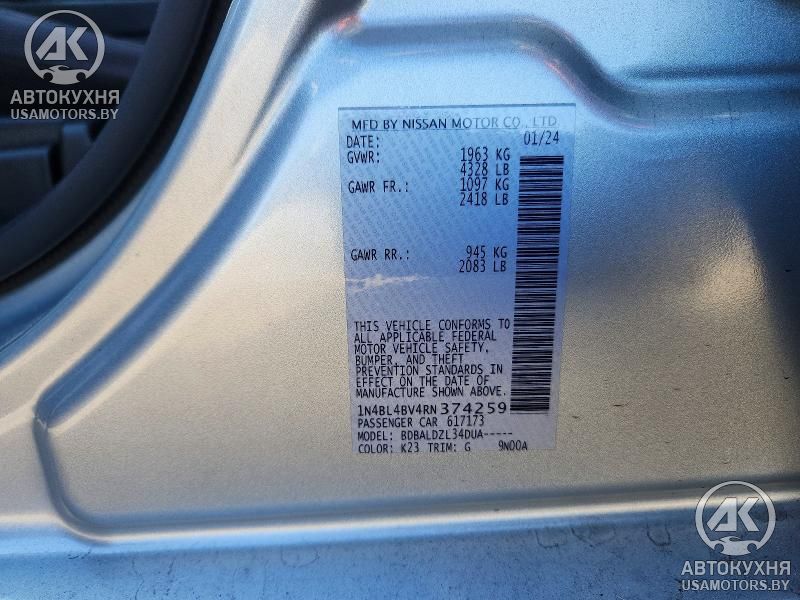 AK
АВТОКУХНЯ
USAMOTORS.BY
MFD BY NISSAN MOTOR CO., LTD.
DATE: 01/24
GVWR: 1963 KG
4328 LB
GAWR FR.: 1097 KG
2418 LB
GAWR RR.: 945 KG
2083 LB
THIS VEHICLE CONFORMS TO
ALL APPLICABLE FEDERAL
MOTOR VEHICLE SAFETY,
BUMPER, AND THEFT
PREVENTION STANDARDS IN
EFFECT ON THE DATE OF
MANUFACTURE SHOWN ABOVE.
1N4BL4BV4RN374259
PASSENGER CAR 617173
MODEL: BDBALDZL34DUA-----
COLOR: K23 TRIM: G 9N00A
AK
АВТОКУХНЯ
USAMOTORS.BY